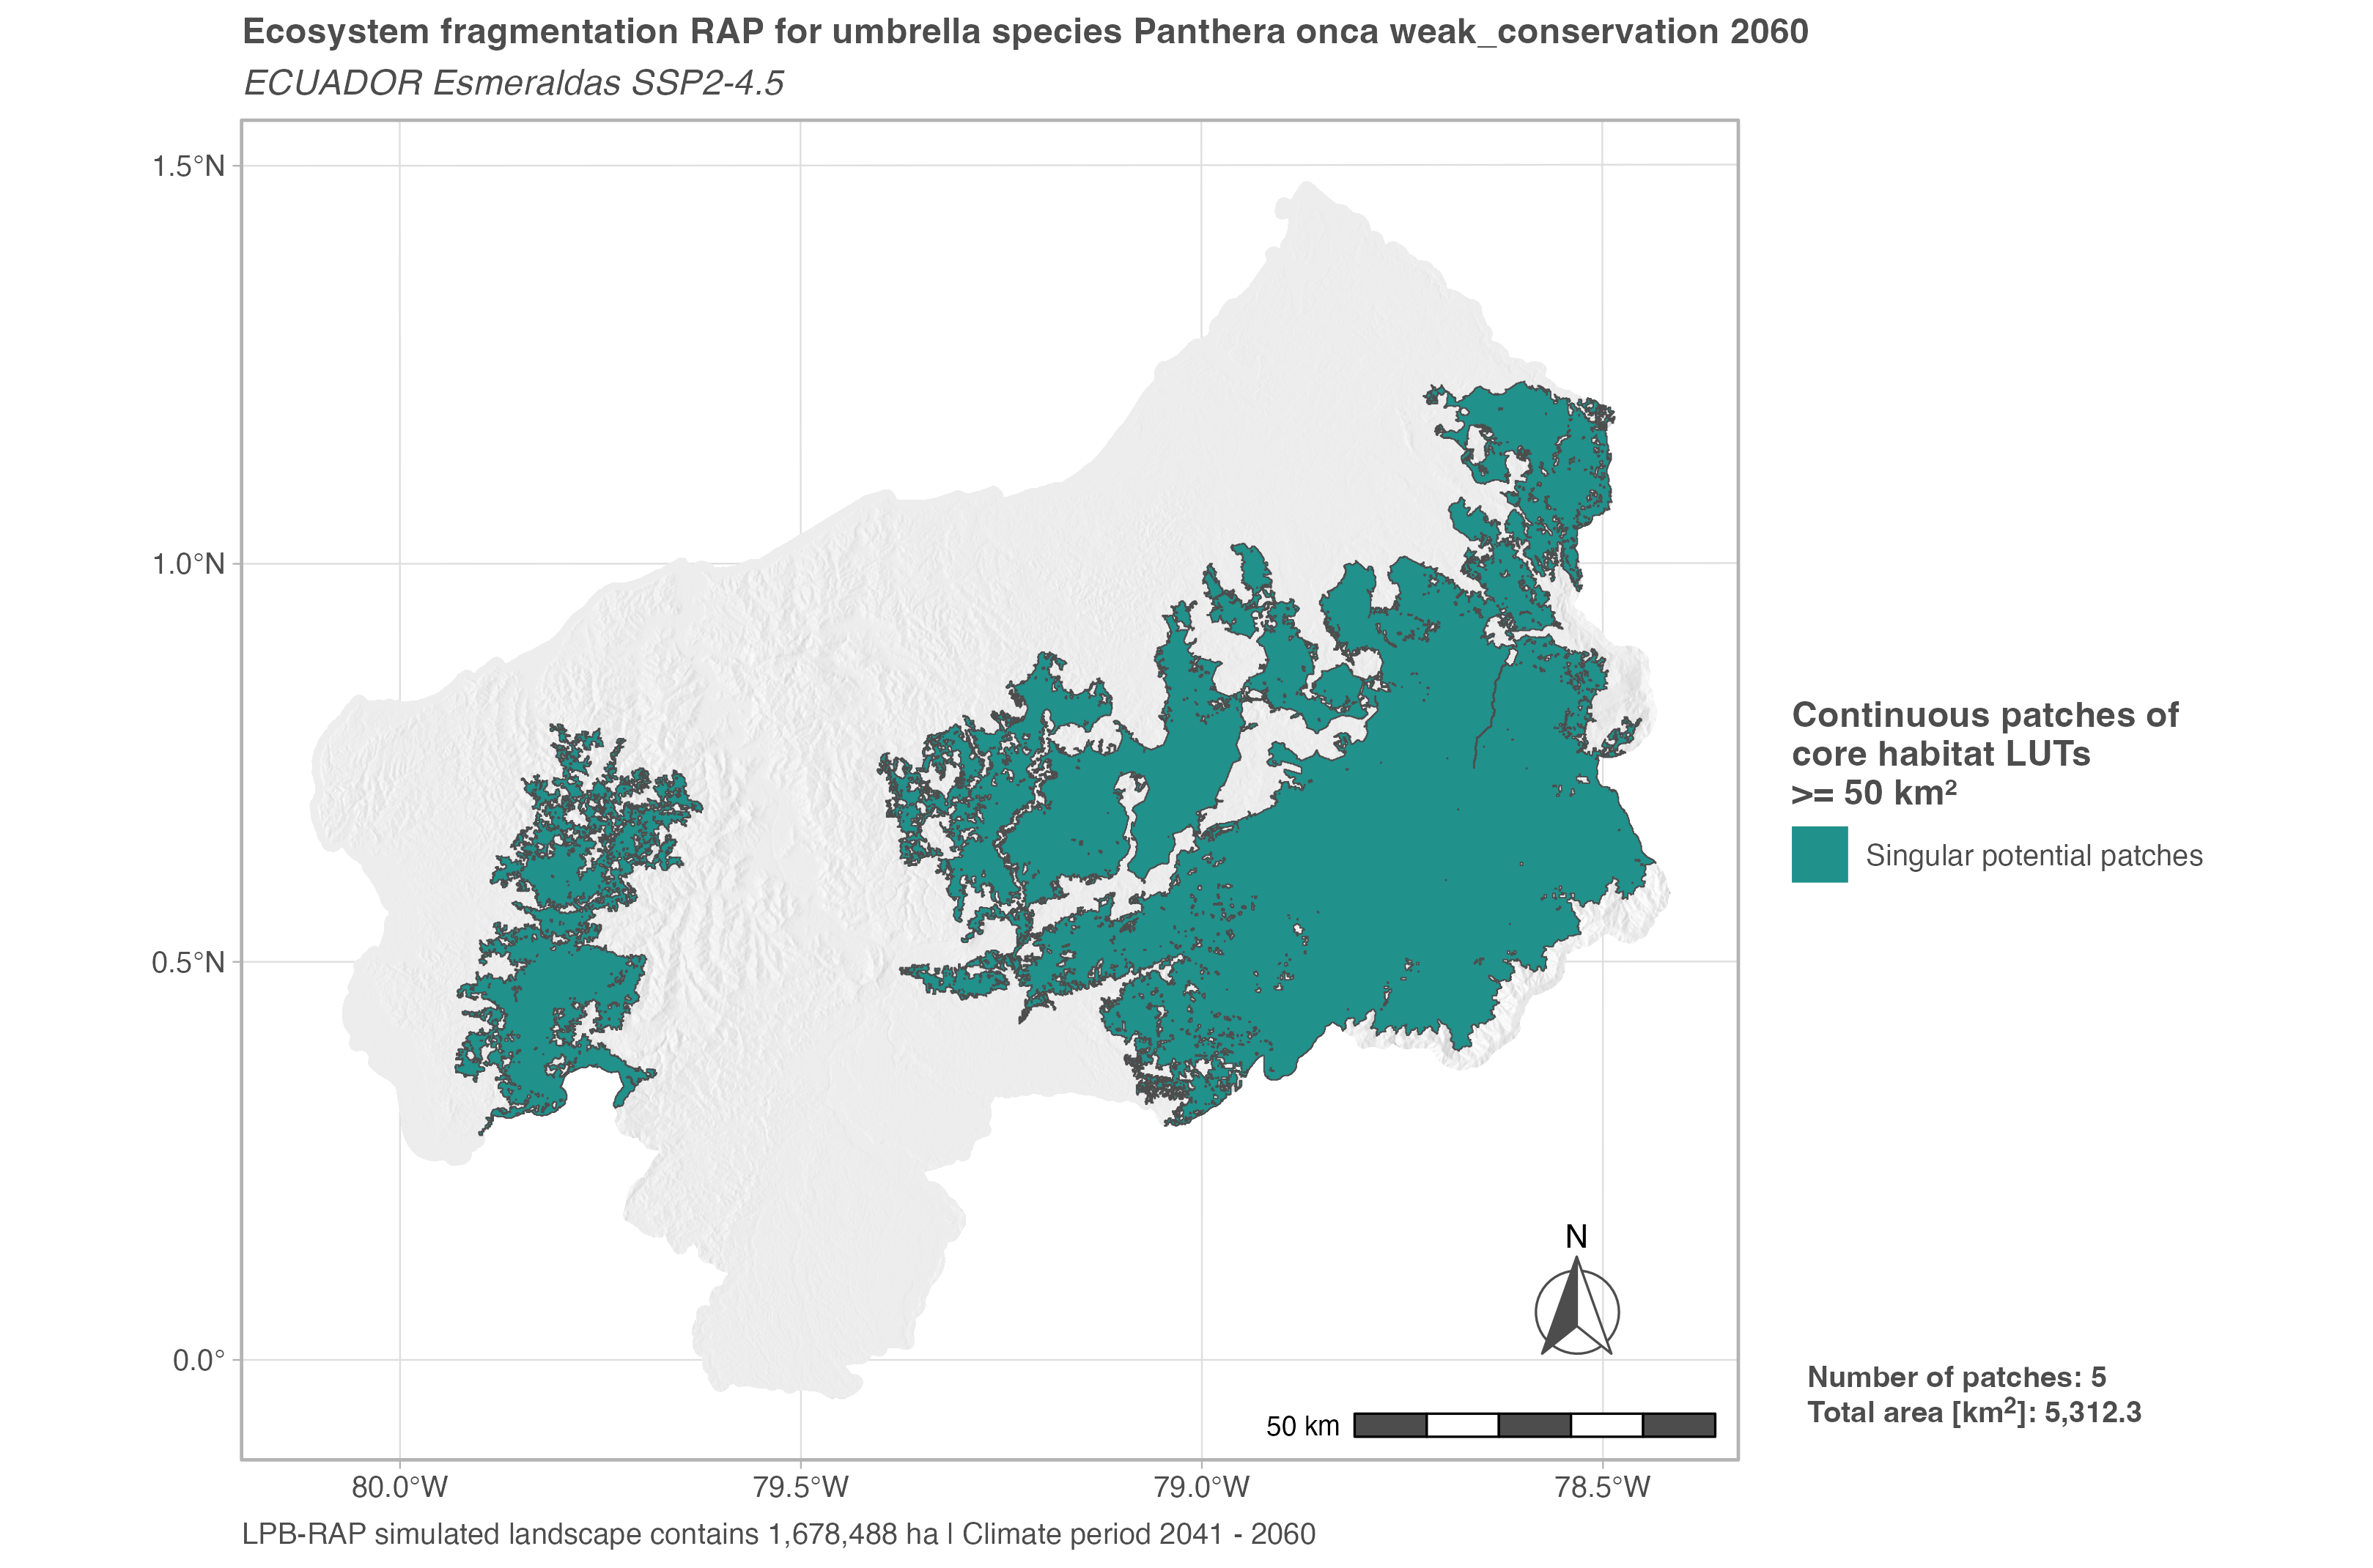 Ecosystem fragmentation RAP for umbrella species Panthera onca weak_conservation 2060
ECUADOR Esmeraldas SSP2-4.5
1.5°N
1.0°N
0.5°N
0.0°
80.0°W
79.5°W
79.0°W
78.5°W
N
50 km
Continuous patches of
core habitat LUTs
>= 50 km²
Singular potential patches
Number of patches: 5
Total area [km²]: 5,312.3
LPB-RAP simulated landscape contains 1,678,488 ha | Climate period 2041 - 2060